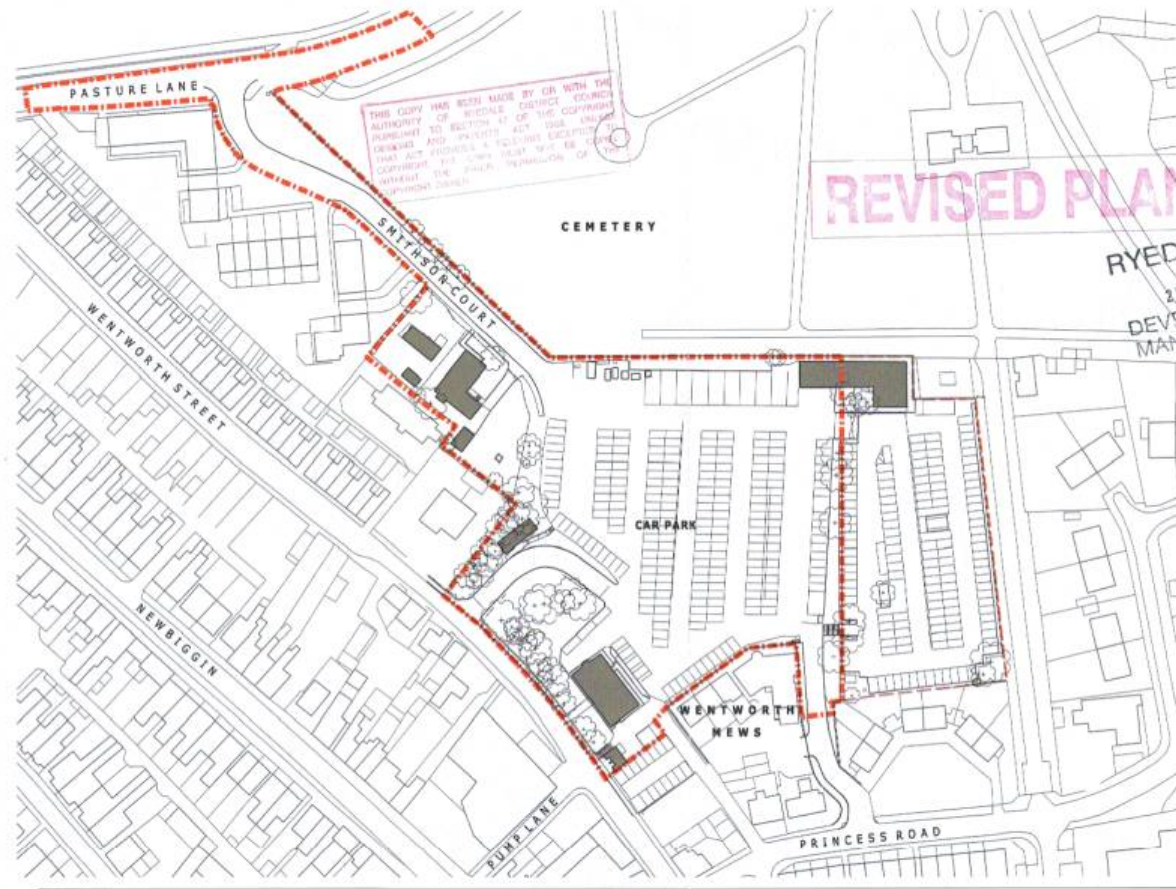 PASTURE LANE
THIS COPY HAS BEEN MADE BY OR WITH THE
AUTHORITY OF RYEDALE DISTRICT COUNCIL
PURSUANT TO SECTION 47 OF THE COPYRIGHT
DESIGNS AND PATENTS ACT 1988. UNLESS
THAT ACT PROVIDES A RELEVANT EXCEPTION TO
COPYRIGHT, THE COPY MUST NOT BE COPIED
WITHOUT THE PRIOR PERMISSION OF THE
COPYRIGHT OWNER
REVISED PLAN
CEMETERY
SMITHSON COURT
RYED
2
DEVE
MAN
WENTWORTH STREET
CAR PARK
NEWBIGGIN
WENTWORTH
MEWS
PUMP LANE
PRINCESS ROAD